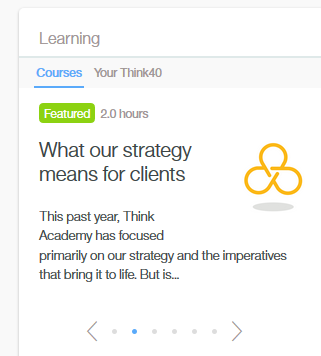 Learning
Courses Your Think40
Featured 2.0 hours
What our strategy
means for clients
This past year, Think
Academy has focused
primarily on our strategy and the imperatives
that bring it to life. But is...